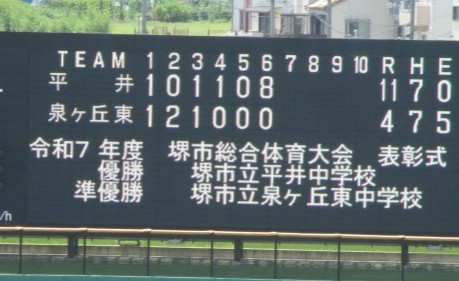 TEAM 1 2 3 4 5 6 7 8 9 10 R H E
平井 1 0 1 1 0 8 11 7 0
泉ヶ丘東 1 2 1 0 0 0 4 7 5
令和7年度 堺市総合体育大会 表彰式
優勝 堺市立平井中学校
準優勝 堺市立泉ヶ丘東中学校
/h